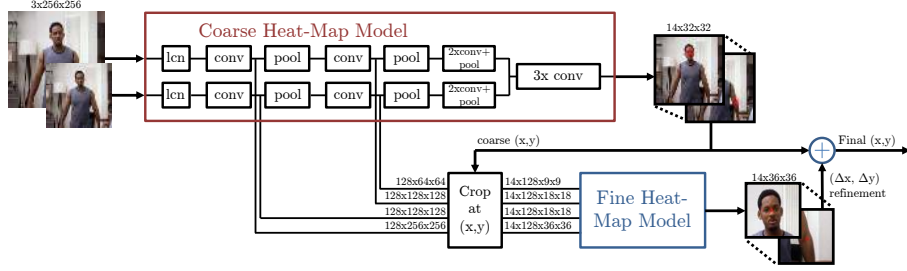 3x256x256
Coarse Heat-Map Model
14x32x32
lcn
conv
pool
conv
pool
2xconv+
pool
3x conv
lcn
conv
pool
conv
pool
2xconv+
pool
coarse (x,y)
+
Final (x,y)
128x64x64
128x128x128
128x128x128
128x256x256
Crop
at
(x,y)
14x128x9x9
14x128x18x18
14x128x18x18
14x128x36x36
Fine Heat-
Map Model
14x36x36
(Δx, Δy)
refinement